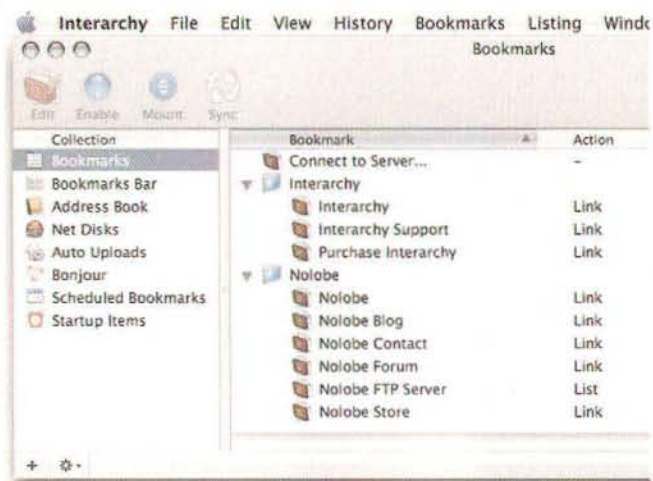 Interarchy File Edit View History Bookmarks Listing Windo
Bookmarks
Edit Enable Mount Sync
Collection
Bookmarks
Bookmarks Bar
Address Book
Net Disks
Auto Uploads
Bonjour
Scheduled Bookmarks
Startup Items
Bookmark Action
Connect to Server... –
Interarchy
Interarchy Link
Interarchy Support Link
Purchase Interarchy Link
Nolobe
Nolobe Link
Nolobe Blog Link
Nolobe Contact Link
Nolobe Forum Link
Nolobe FTP Server List
Nolobe Store Link